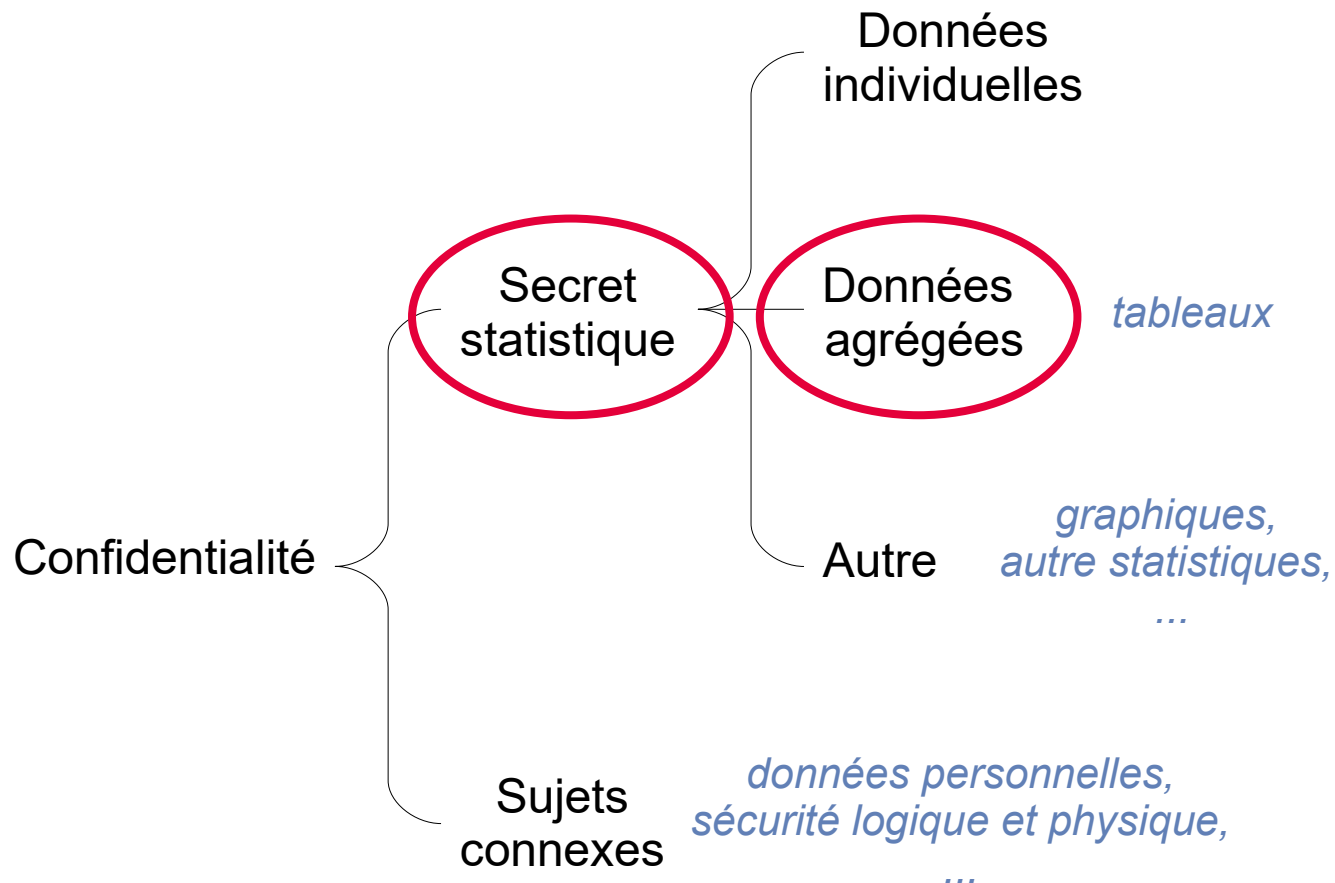 Données
individuelles
Secret
statistique
Données
agrégées
tableaux
Confidentialité
Autre
graphiques,
autre statistiques,
...
Sujets
connexes
données personnelles,
sécurité logique et physique,
...